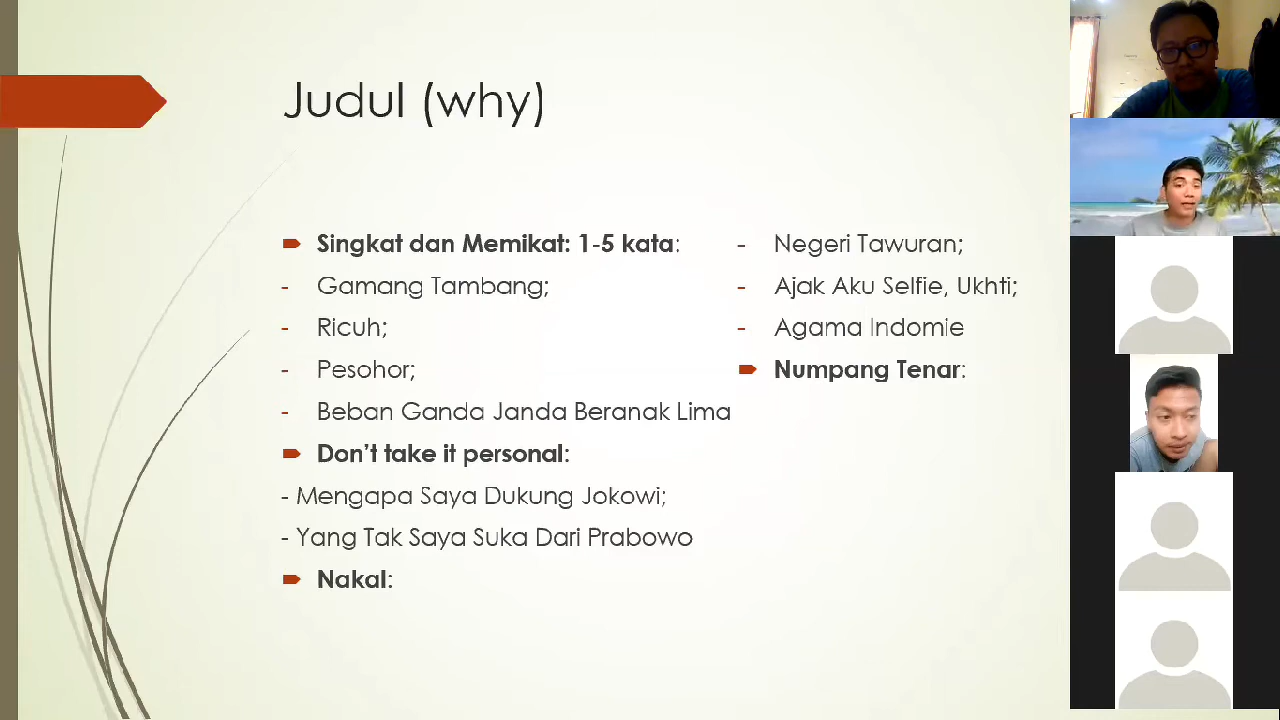 Judul (why)
Singkat dan Memikat: 1-5 kata:
- Gamang Tambang;
- Ricuh;
- Pesohor;
- Beban Ganda Janda Beranak Lima
Don't take it personal:
- Mengapa Saya Dukung Jokowi;
- Yang Tak Saya Suka Dari Prabowo
Nakal:
- Negeri Tawuran;
- Ajak Aku Selfie, Ukhti;
- Agama Indomie
Numpang Tenar: